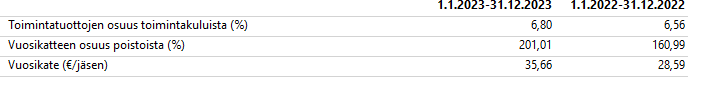 1.1.2023-31.12.2023 1.1.2022-31.12.2022
Toimintatuottojen osuus toimintakuluista (%) 6,80 6,56
Vuosikatteen osuus poistoista (%) 201,01 160,99
Vuosikate (€/jäsen) 35,66 28,59